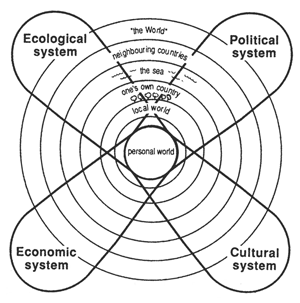 Ecological
system
Political
system
"the World"
neighbouring countries
the sea
one's own country
local world
personal world
Economic
system
Cultural
system